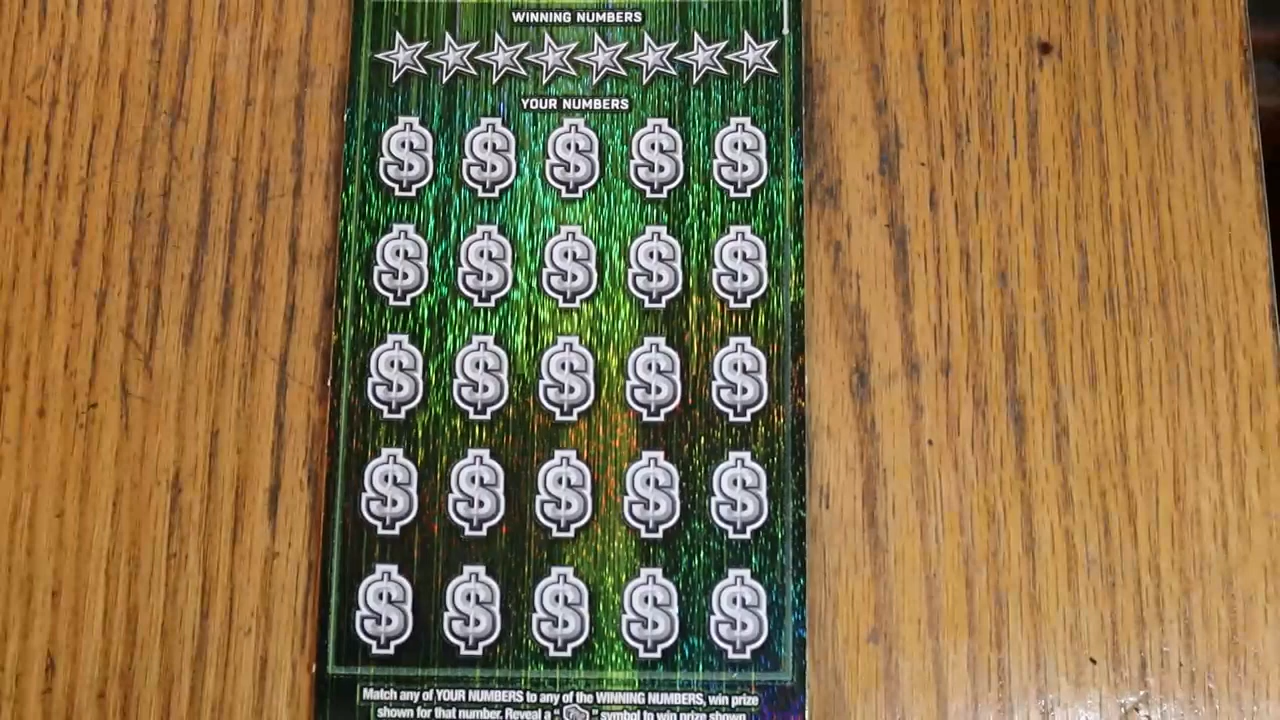 WINNING NUMBERS
YOUR NUMBERS
$ $ $ $ $
$ $ $ $ $
$ $ $ $ $
$ $ $ $ $
$ $ $ $ $
Match any of YOUR NUMBERS to any of the WINNING NUMBERS, win prize
shown for that number. Reveal a " " symbol to win prize shown